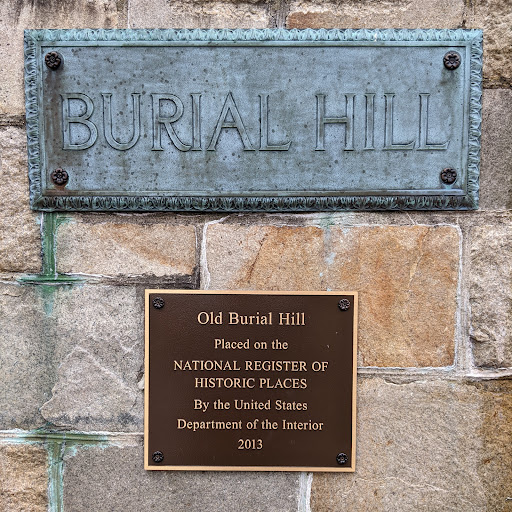 BURIAL HILL
Old Burial Hill
Placed on the
NATIONAL REGISTER OF
HISTORIC PLACES
By the United States
Department of the Interior
2013